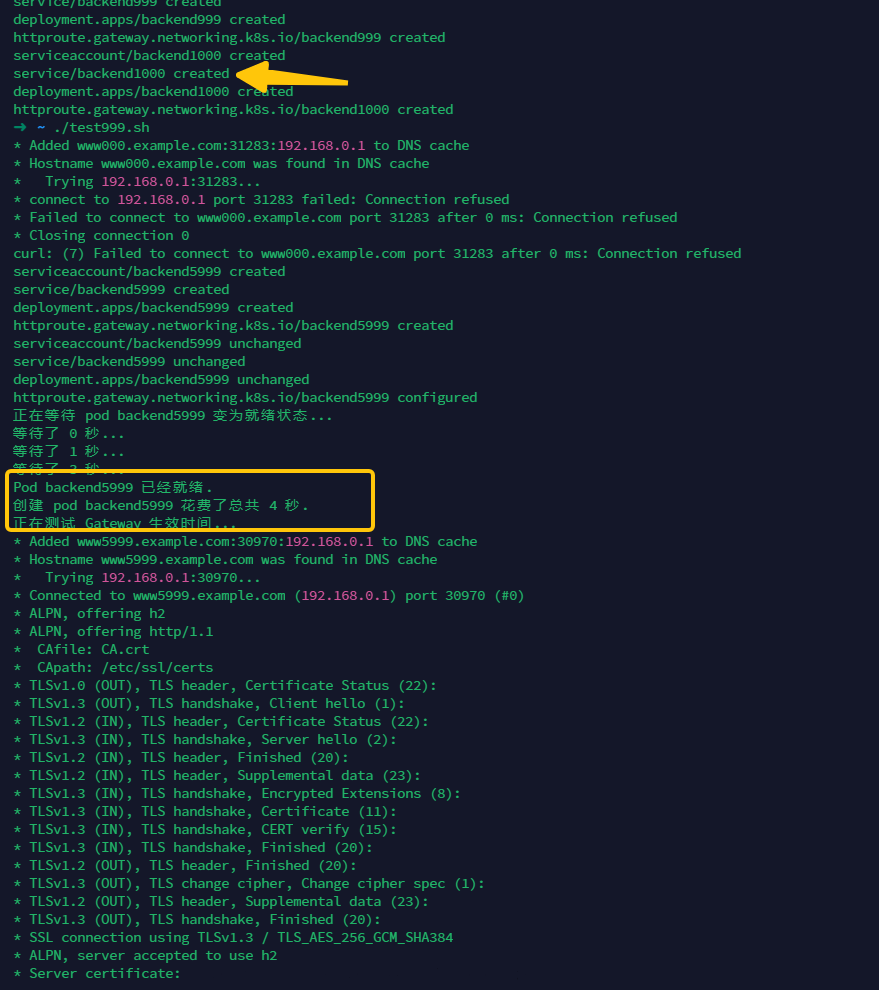 service/backend999 created
deployment.apps/backend999 created
httproute.gateway.networking.k8s.io/backend999 created
serviceaccount/backend1000 created
service/backend1000 created
deployment.apps/backend1000 created
httproute.gateway.networking.k8s.io/backend1000 created
➜ ~ ./test999.sh
* Added www000.example.com:31283:192.168.0.1 to DNS cache
* Hostname www000.example.com was found in DNS cache
*   Trying 192.168.0.1:31283...
* connect to 192.168.0.1 port 31283 failed: Connection refused
* Failed to connect to www000.example.com port 31283 after 0 ms: Connection refused
* Closing connection 0
curl: (7) Failed to connect to www000.example.com port 31283 after 0 ms: Connection refused
serviceaccount/backend5999 created
service/backend5999 created
deployment.apps/backend5999 created
httproute.gateway.networking.k8s.io/backend5999 created
serviceaccount/backend5999 unchanged
service/backend5999 unchanged
deployment.apps/backend5999 unchanged
httproute.gateway.networking.k8s.io/backend5999 configured
正在等待 pod backend5999 变为就绪状态...
等待了 0 秒...
等待了 1 秒...
等待了 3 秒...
Pod backend5999 已经就绪.
创建 pod backend5999 花费了总共 4 秒.
正在测试 Gateway 生效时间...
* Added www5999.example.com:30970:192.168.0.1 to DNS cache
* Hostname www5999.example.com was found in DNS cache
*   Trying 192.168.0.1:30970...
* Connected to www5999.example.com (192.168.0.1) port 30970 (#0)
* ALPN, offering h2
* ALPN, offering http/1.1
*  CAfile: CA.crt
*  CApath: /etc/ssl/certs
* TLSv1.0 (OUT), TLS header, Certificate Status (22):
* TLSv1.3 (OUT), TLS handshake, Client hello (1):
* TLSv1.2 (IN), TLS header, Certificate Status (22):
* TLSv1.3 (IN), TLS handshake, Server hello (2):
* TLSv1.2 (IN), TLS header, Finished (20):
* TLSv1.2 (IN), TLS header, Supplemental data (23):
* TLSv1.3 (IN), TLS handshake, Encrypted Extensions (8):
* TLSv1.3 (IN), TLS handshake, Certificate (11):
* TLSv1.3 (IN), TLS handshake, CERT verify (15):
* TLSv1.3 (IN), TLS handshake, Finished (20):
* TLSv1.2 (OUT), TLS header, Finished (20):
* TLSv1.3 (OUT), TLS change cipher, Change cipher spec (1):
* TLSv1.2 (OUT), TLS header, Supplemental data (23):
* TLSv1.3 (OUT), TLS handshake, Finished (20):
* SSL connection using TLSv1.3 / TLS_AES_256_GCM_SHA384
* ALPN, server accepted to use h2
* Server certificate: